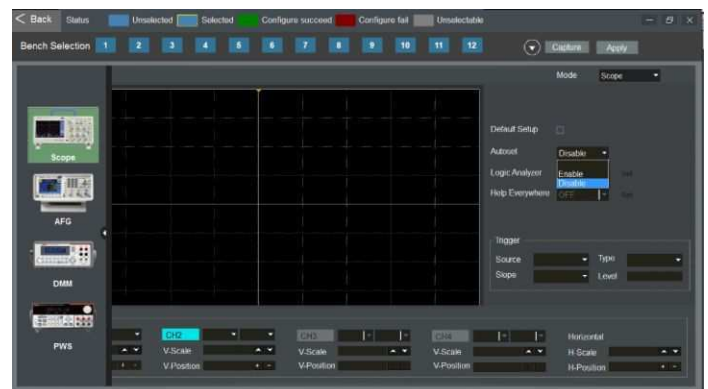 < Back Status Unselected Selected Configure succeed Configure fail Unselectable
Bench Selection 1 2 3 4 5 6 7 8 9 10 11 12 Capture Apply
Mode Scope
Scope
AFG
DMM
PWS
Default Setup
Autoset Disable
Enable
Disable
Logic Analyzer
Help Everywhere OFF
Trigger
Source Type
Slope Level
CH2 CH3 CH4 Horizontal
V-Scale V-Scale V-Scale H-Scale
V-Position V-Position V-Position H-Position